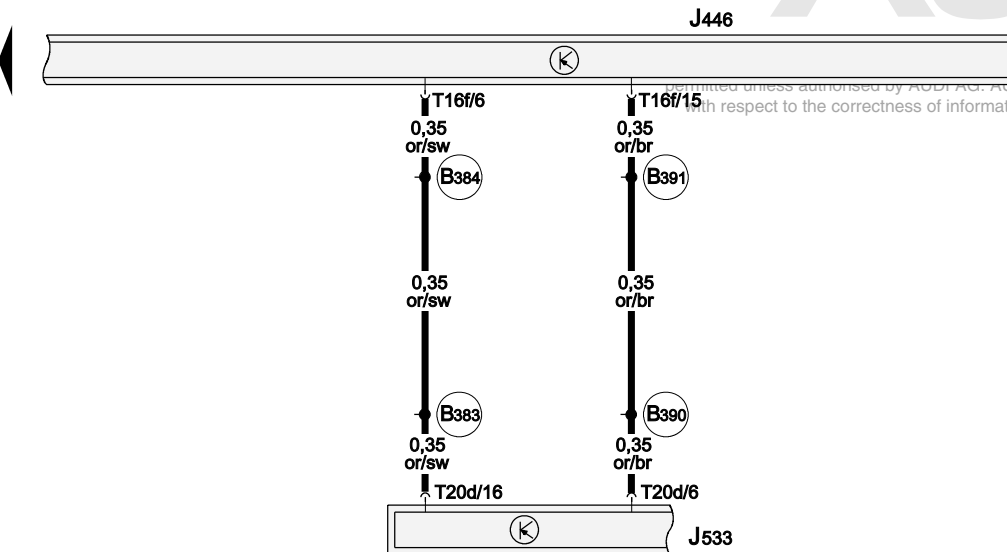 J446
permitted unless authorised by AUDI AG. Au
with respect to the correctness of informat
T16f/6
T16f/15
0,35
or/sw
0,35
or/br
B384
B391
0,35
or/sw
0,35
or/br
B383
B390
0,35
or/sw
0,35
or/br
T20d/16
T20d/6
J533